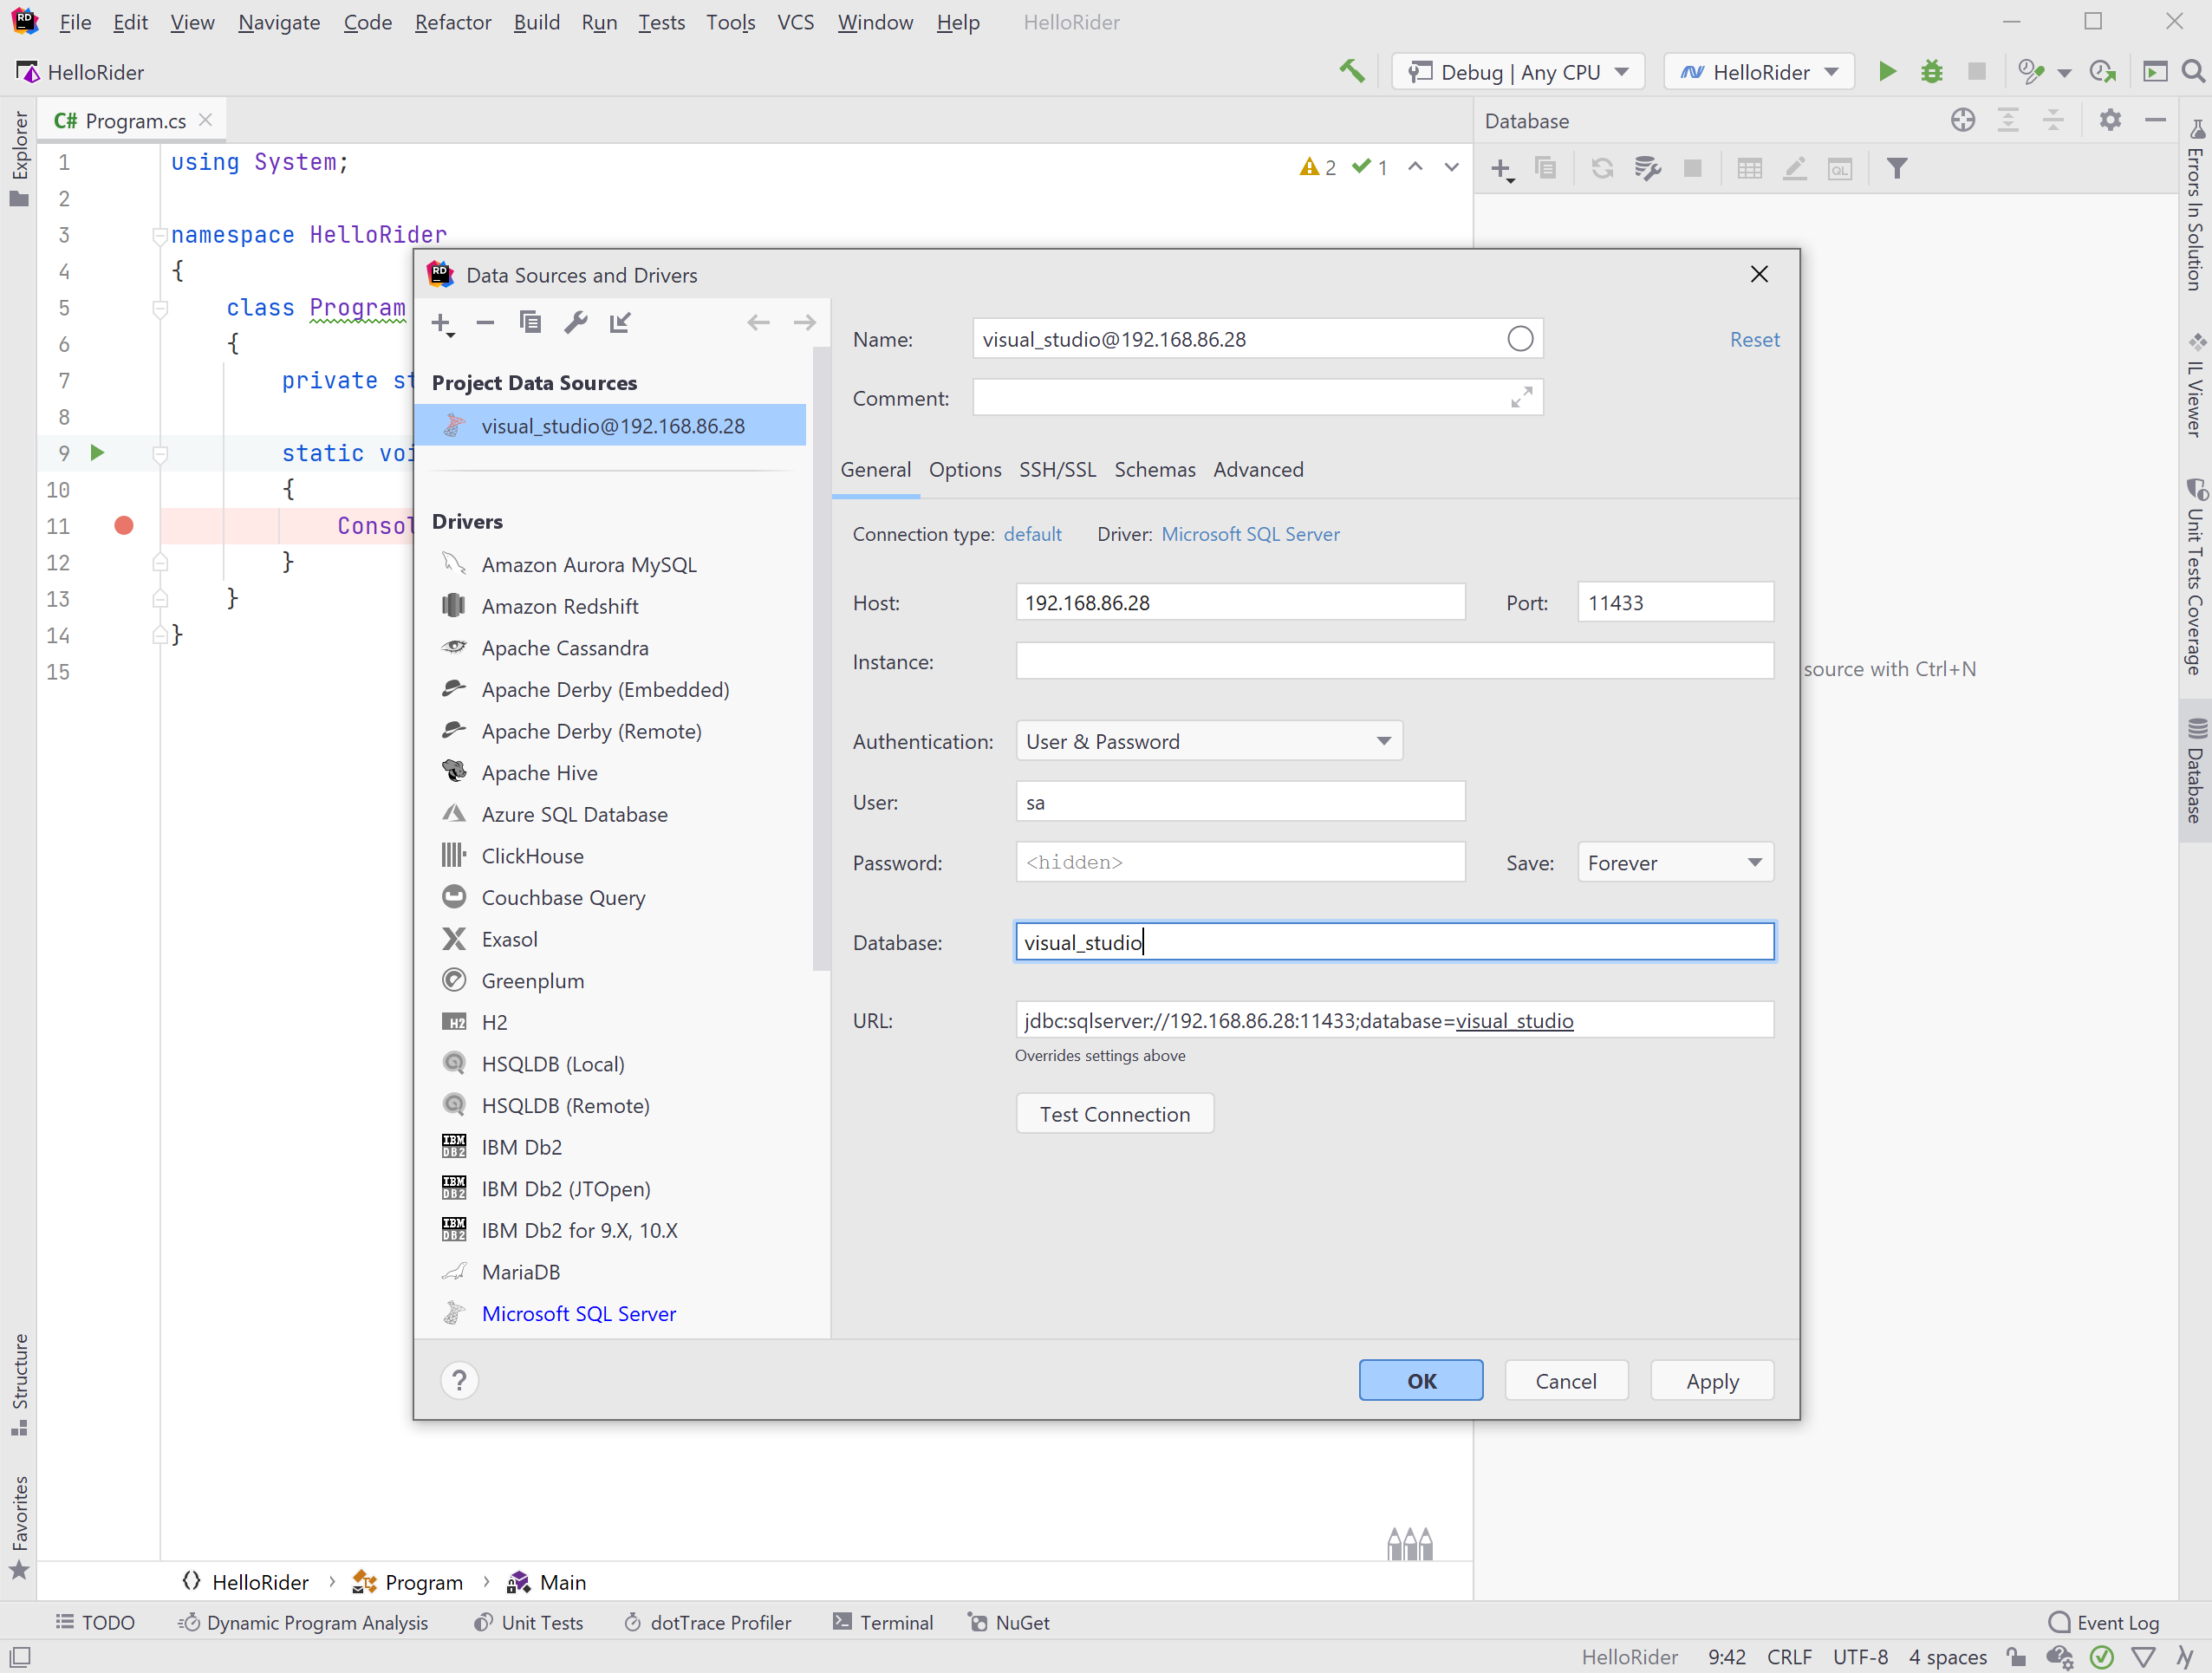 File Edit View Navigate Code Refactor Build Run Tests Tools VCS Window Help HelloRider
HelloRider
Debug | Any CPU
HelloRider
Explorer
C# Program.cs
Database
1 using System;
2 1
2
3 namespace HelloRider
4 {
5 class Program
6 {
7 private st
8
9 static voi
10 {
11 Consol
12 }
13 }
14 }
15
source with Ctrl+N
Errors In Solution
IL Viewer
Unit Tests Coverage
Database
Data Sources and Drivers
Project Data Sources
visual_studio@192.168.86.28
Drivers
Amazon Aurora MySQL
Amazon Redshift
Apache Cassandra
Apache Derby (Embedded)
Apache Derby (Remote)
Apache Hive
Azure SQL Database
ClickHouse
Couchbase Query
Exasol
Greenplum
H2 H2
HSQLDB (Local)
HSQLDB (Remote)
IBM DB2 IBM Db2
IBM DB2 IBM Db2 (JTOpen)
IBM DB2 IBM Db2 for 9.X, 10.X
MariaDB
Microsoft SQL Server
Name: visual_studio@192.168.86.28 Reset
Comment:
General Options SSH/SSL Schemas Advanced
Connection type: default Driver: Microsoft SQL Server
Host: 192.168.86.28 Port: 11433
Instance:
Authentication: User & Password
User: sa
Password: <hidden> Save: Forever
Database: visual_studio
URL: jdbc:sqlserver://192.168.86.28:11433;database=visual_studio
Overrides settings above
Test Connection
? OK Cancel Apply
Structure
Favorites
HelloRider › Program › Main
TODO Dynamic Program Analysis Unit Tests dotTrace Profiler Terminal NuGet Event Log
HelloRider 9:42 CRLF UTF-8 4 spaces